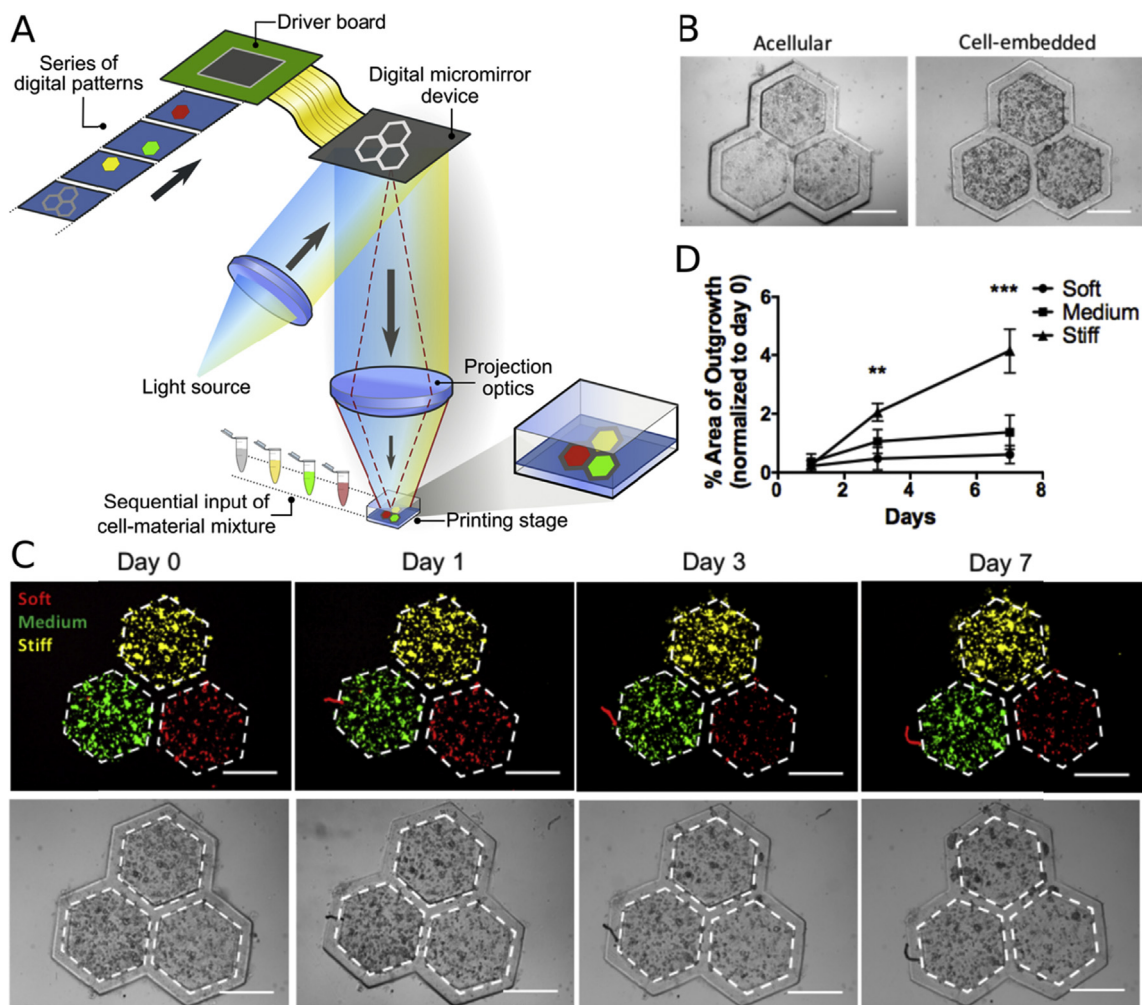 A
Driver board
Series of
digital patterns
Digital micromirror
device
Light source
Projection
optics
Sequential input of
cell-material mixture
Printing stage
B
Acellular
Cell-embedded
D
% Area of Outgrowth
(normalized to day 0)
6
4
2
0
0
2
4
6
8
Days
**
***
Soft
Medium
Stiff
C
Day 0
Day 1
Day 3
Day 7
Soft
Medium
Stiff